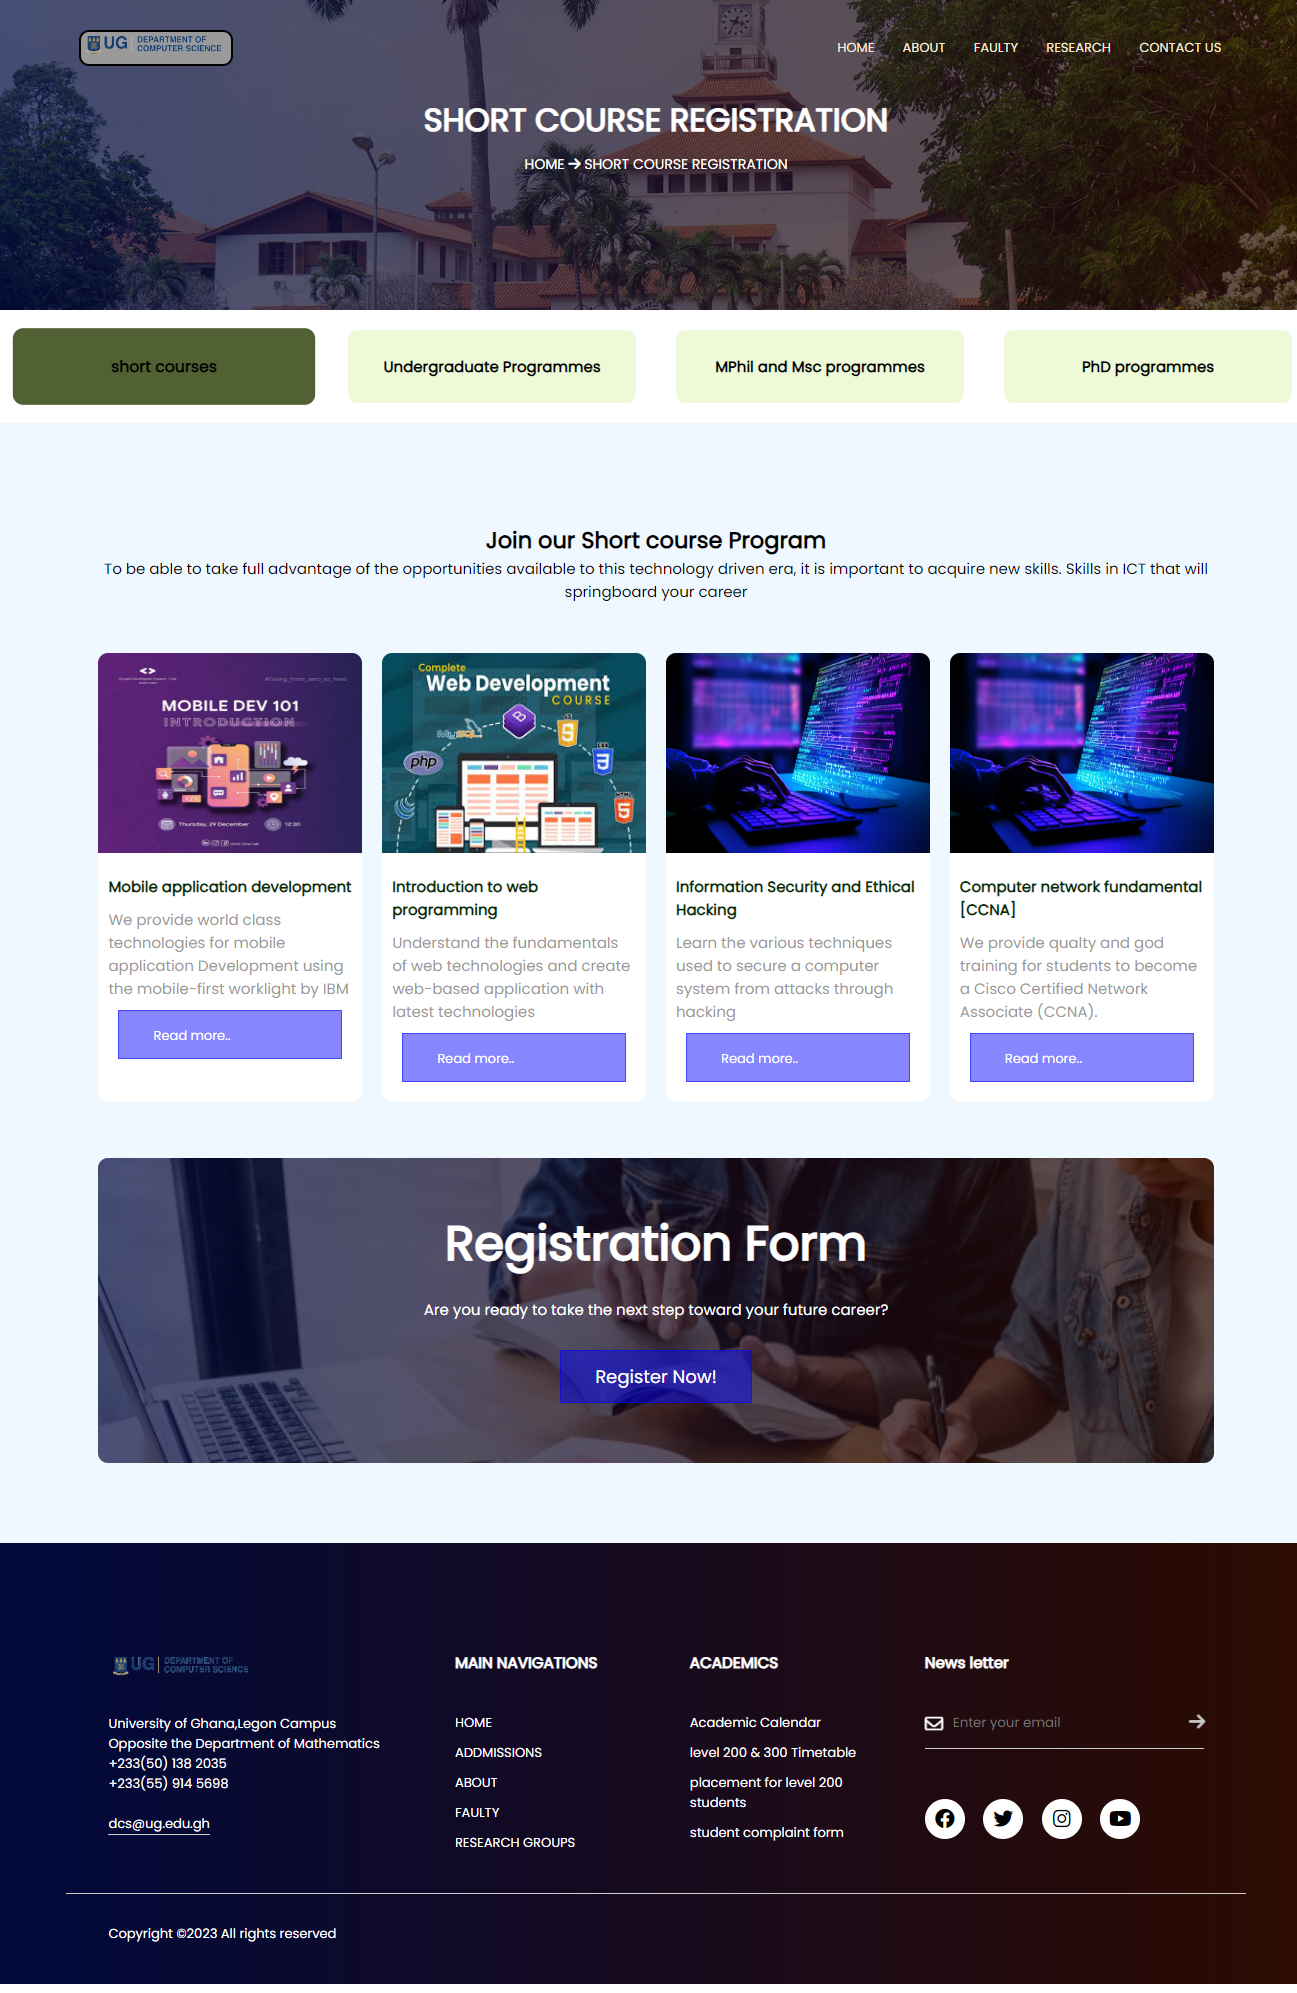 UG DEPARTMENT OF
COMPUTER SCIENCE
HOME ABOUT FAULTY RESEARCH CONTACT US
SHORT COURSE REGISTRATION
HOME → SHORT COURSE REGISTRATION
short courses
Undergraduate Programmes
MPhil and Msc programmes
PhD programmes
Join our Short course Program
To be able to take full advantage of the opportunities available to this technology driven era, it is important to acquire new skills. Skills in ICT that will
springboard your career
#Going_from_zero_to_hero
MOBILE DEV 101
INTRODUCTION
Thursday, 29 December 12:30
Mobile application development
We provide world class
technologies for mobile
application Development using
the mobile-first worklight by IBM
Read more..
Complete
Web Development
COURSE
MySQL
php
JS
5
CSS
3
HTML
5
Introduction to web
programming
Understand the fundamentals
of web technologies and create
web-based application with
latest technologies
Read more..
Information Security and Ethical
Hacking
Learn the various techniques
used to secure a computer
system from attacks through
hacking
Read more..
Computer network fundamental
[CCNA]
We provide qualty and god
training for students to become
a Cisco Certified Network
Associate (CCNA).
Read more..
Registration Form
Are you ready to take the next step toward your future career?
Register Now!
UG DEPARTMENT OF
COMPUTER SCIENCE
University of Ghana,Legon Campus
Opposite the Department of Mathematics
+233(50) 138 2035
+233(55) 914 5698
dcs@ug.edu.gh
MAIN NAVIGATIONS
HOME
ADDMISSIONS
ABOUT
FAULTY
RESEARCH GROUPS
ACADEMICS
Academic Calendar
level 200 & 300 Timetable
placement for level 200
students
student complaint form
News letter
Enter your email
Copyright ©2023 All rights reserved